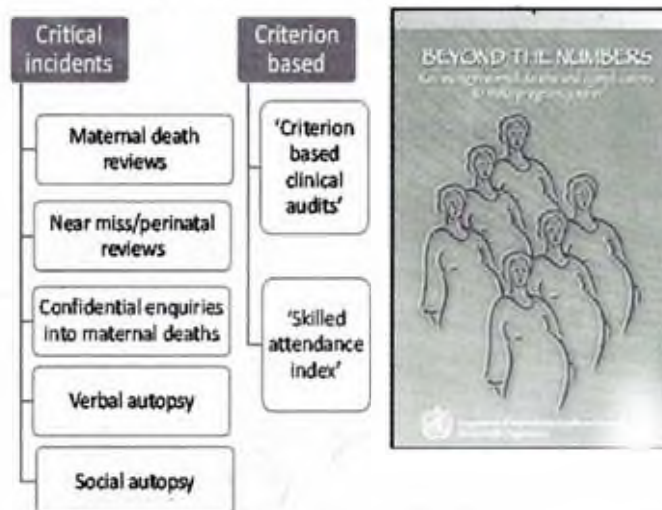 Critical
incidents
Maternal death
reviews
Near miss/perinatal
reviews
Confidential enquiries
into maternal deaths
Verbal autopsy
Social autopsy
Criterion
based
‘Criterion
based
clinical
audits’
‘Skilled
attendance
index’
BEYOND THE NUMBERS